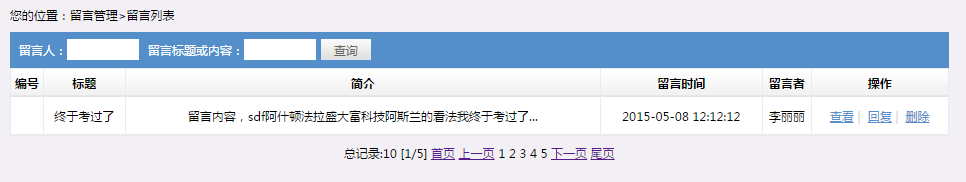 您的位置：留言管理>留言列表
留言人： 留言标题或内容： 查询
编号 标题 简介 留言时间 留言者 操作
终于考过了 留言内容，sdf阿什顿法拉盛大富科技阿斯兰的看法我终于考过了... 2015-05-08 12:12:12 李丽丽 查看| 回复| 删除
总记录:10 [1/5] 首页 上一页 1 2 3 4 5 下一页 尾页